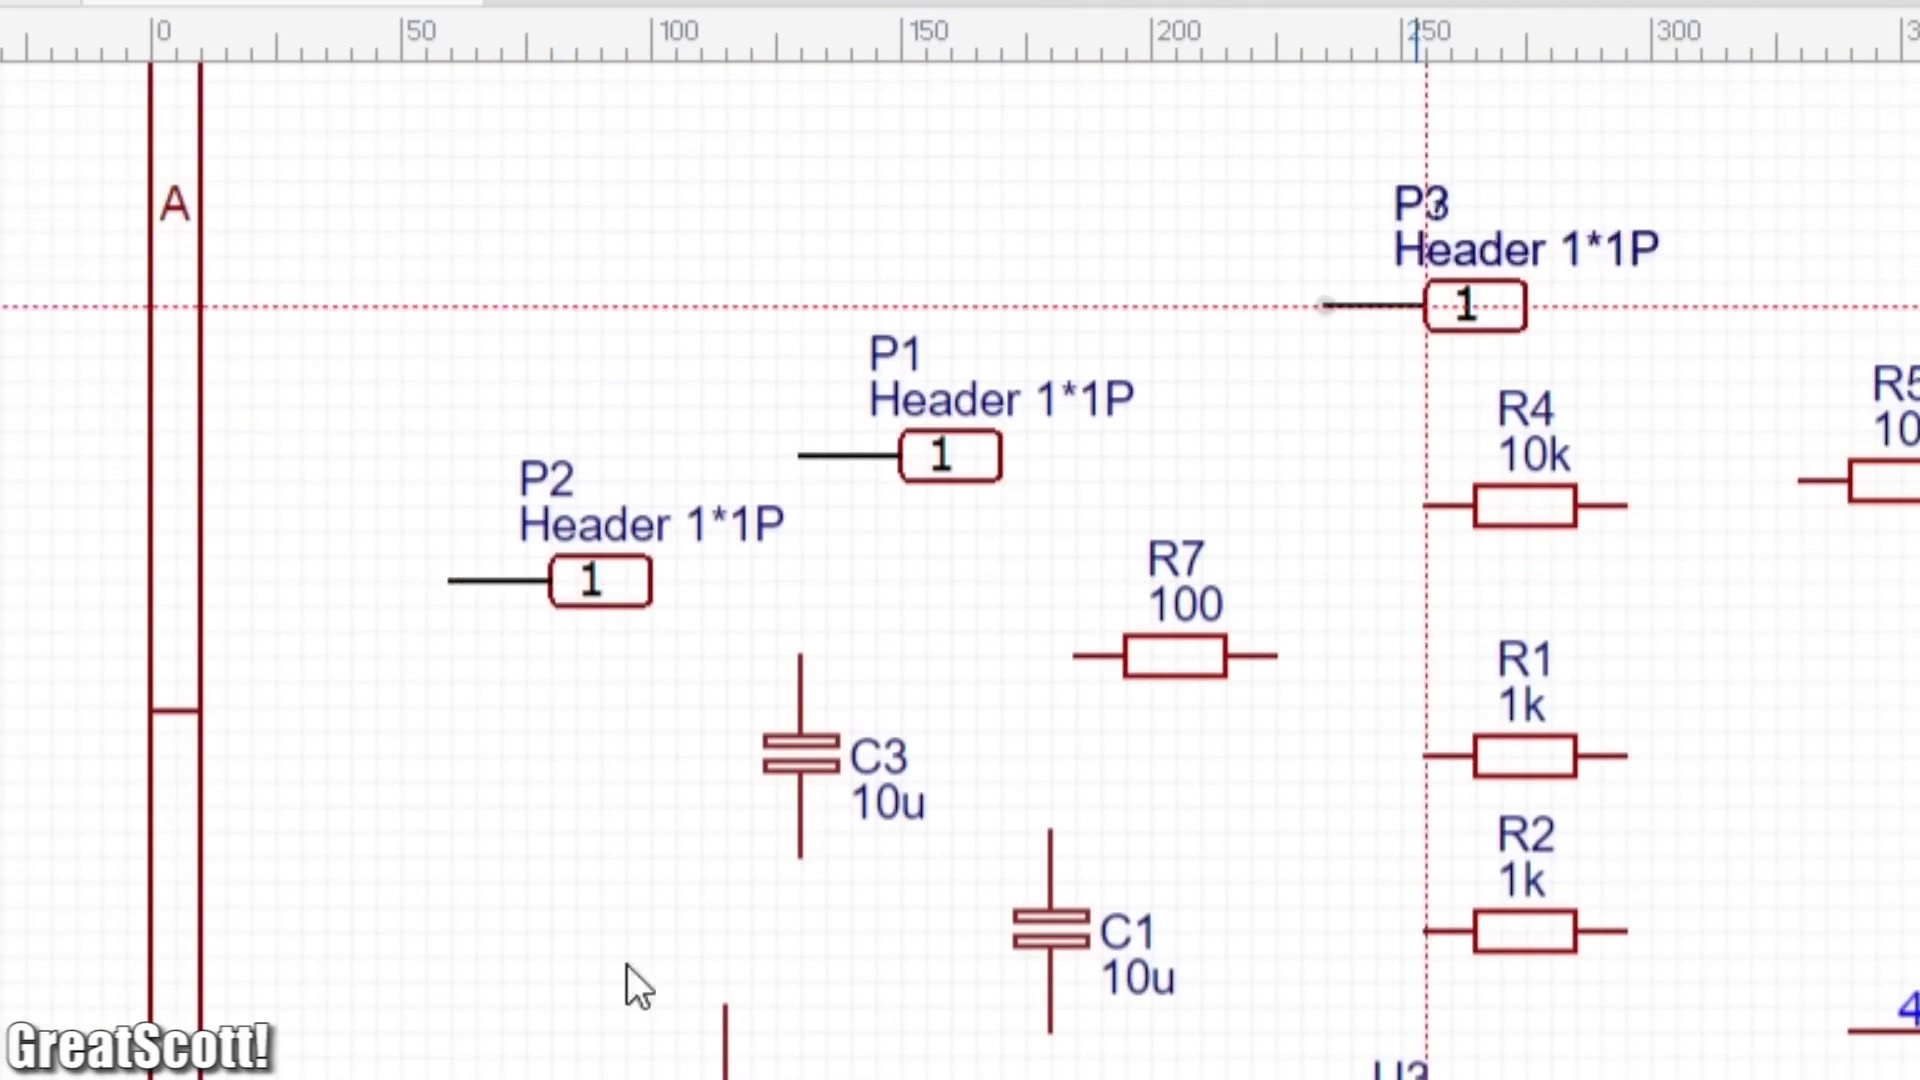 0 50 100 150 200 250 300
A
P3
Header 1*1P
1
P1
Header 1*1P
1
R4
10k
P2
Header 1*1P
1
R7
100
R1
1k
C3
10u
R2
1k
C1
10u
GreatScott!